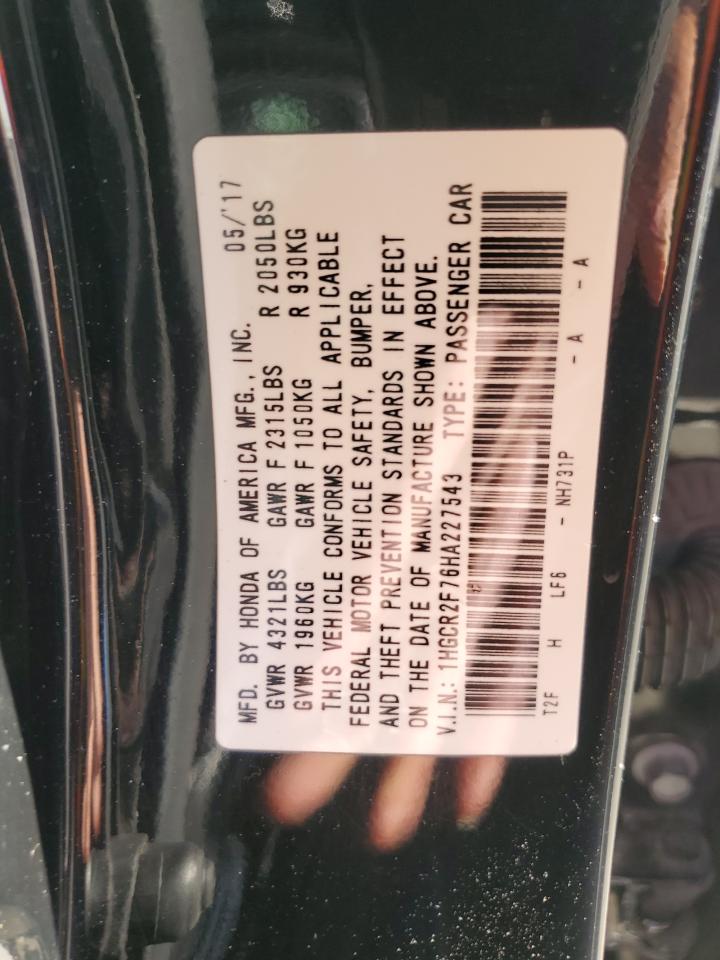 MFD. BY HONDA OF AMERICA MFG., INC. 05/'17
GVWR 4321LBS GAWR F 2315LBS R 2050LBS
GVWR 1960KG GAWR F 1050KG R 930KG
THIS VEHICLE CONFORMS TO ALL APPLICABLE
FEDERAL MOTOR VEHICLE SAFETY, BUMPER,
AND THEFT PREVENTION STANDARDS IN EFFECT
ON THE DATE OF MANUFACTURE SHOWN ABOVE.
V.I.N.: 1HGCR2F76HA227543 TYPE: PASSENGER CAR
T2F H LF6 - NH731P - A - A